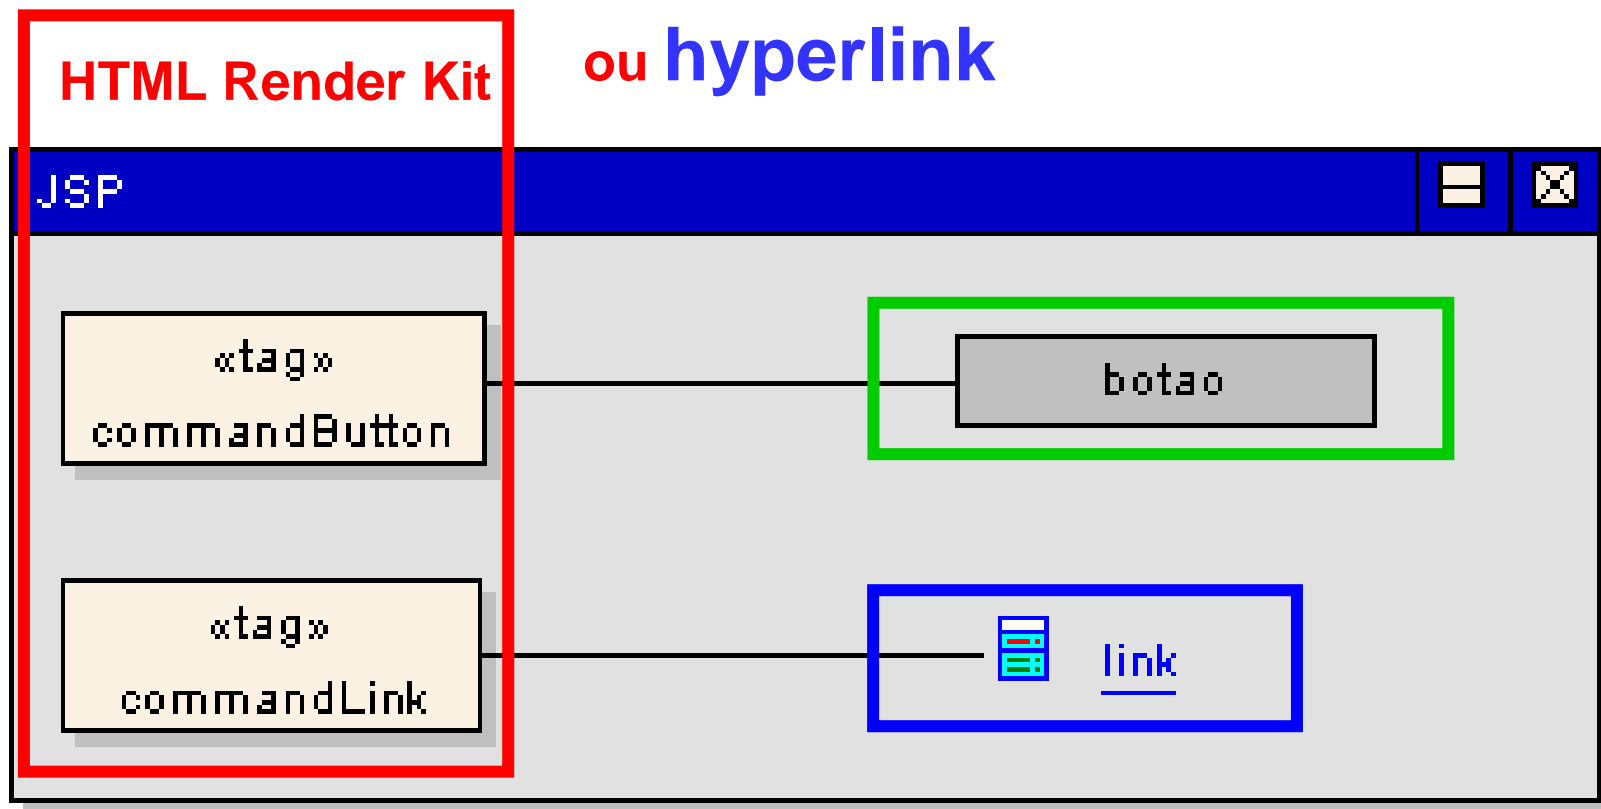 HTML Render Kit
ou hyperlink
JSP
«tag»
commandButton
botao
«tag»
commandLink
link